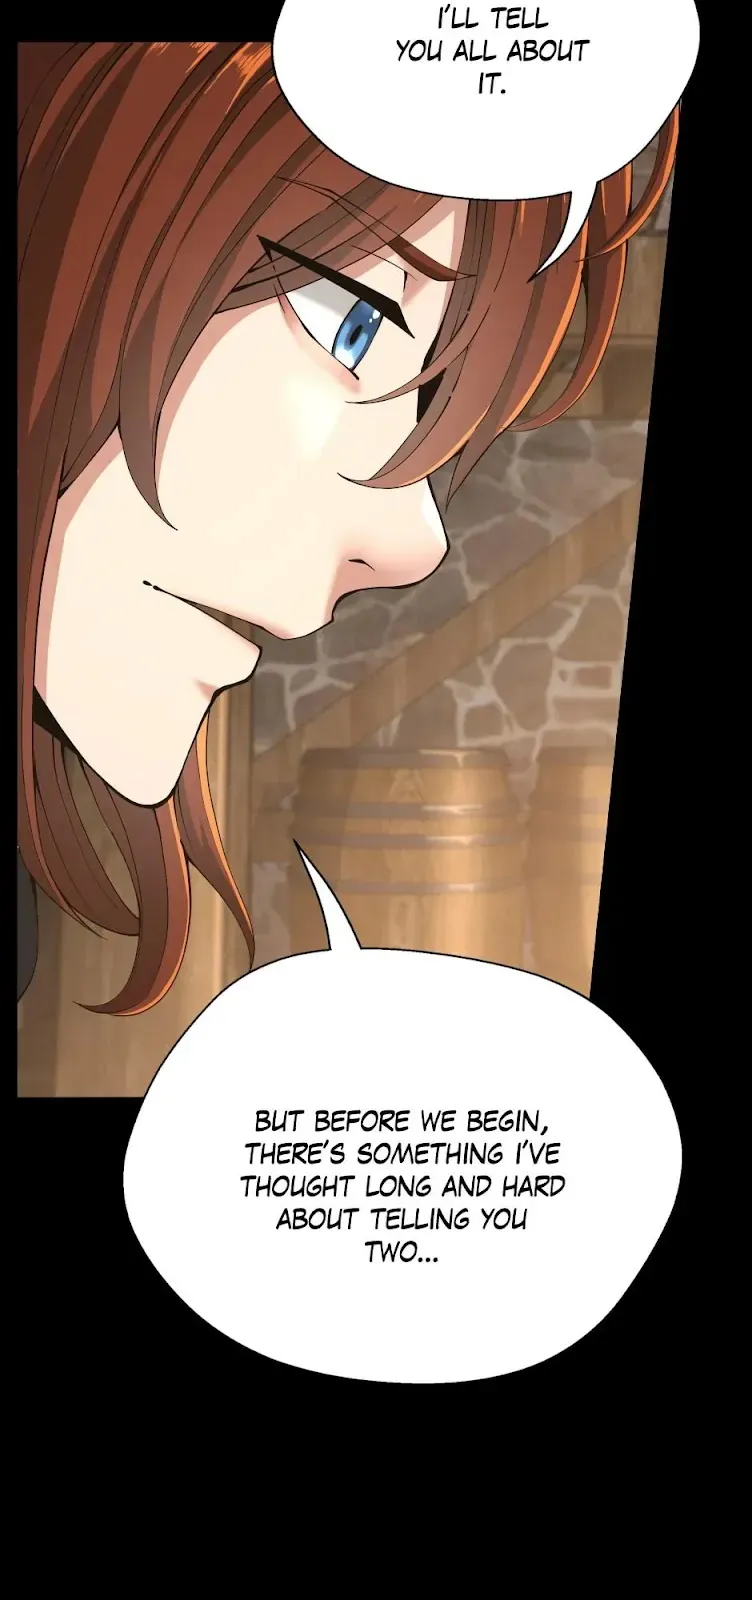 I'LL TELL
YOU ALL ABOUT
IT.
BUT BEFORE WE BEGIN,
THERE'S SOMETHING I'VE
THOUGHT LONG AND HARD
ABOUT TELLING YOU
TWO...